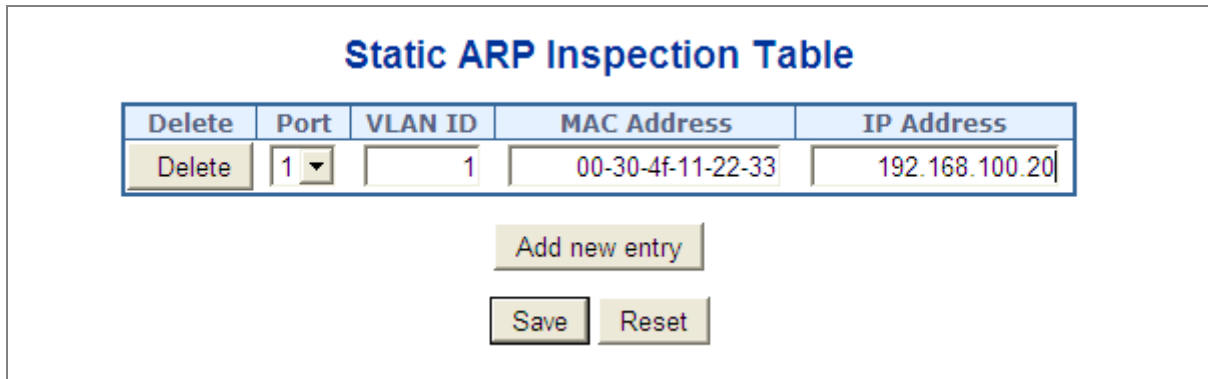 Static ARP Inspection Table
Delete Port VLAN ID MAC Address IP Address
Delete 1 1 00-30-4f-11-22-33 192.168.100.20
Add new entry
Save Reset